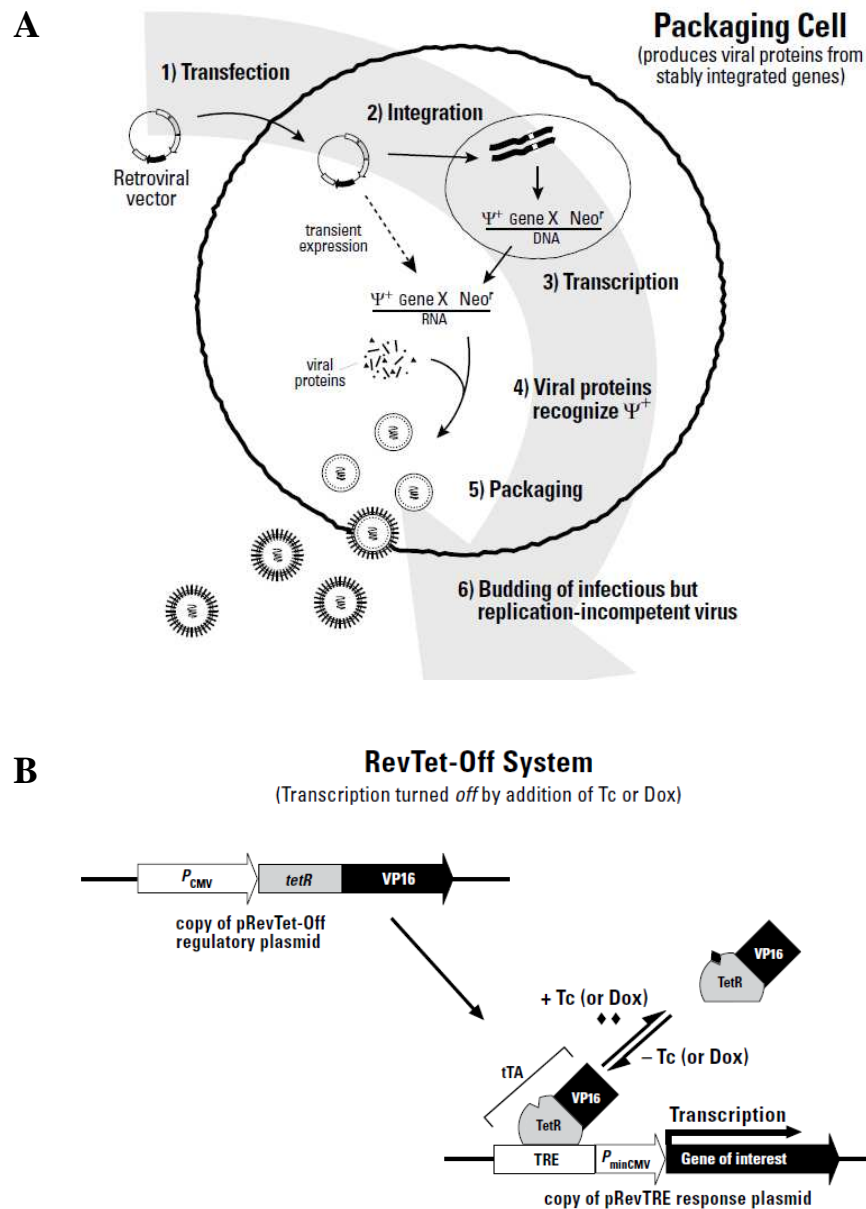 A
Packaging Cell
(produces viral proteins from
stably integrated genes)
1) Transfection
2) Integration
Retroviral
vector
transient
expression
Ψ+ Gene X Neoʳ
DNA
3) Transcription
Ψ+ Gene X Neoʳ
RNA
viral
proteins
4) Viral proteins
recognize Ψ+
5) Packaging
6) Budding of infectious but
replication-incompetent virus
B
RevTet-Off System
(Transcription turned off by addition of Tc or Dox)
PCMV
tetR
VP16
copy of pRevTet-Off
regulatory plasmid
VP16
TetR
+ Tc (or Dox)
– Tc (or Dox)
tTA
VP16
TetR
Transcription
TRE
PminCMV
Gene of interest
copy of pRevTRE response plasmid